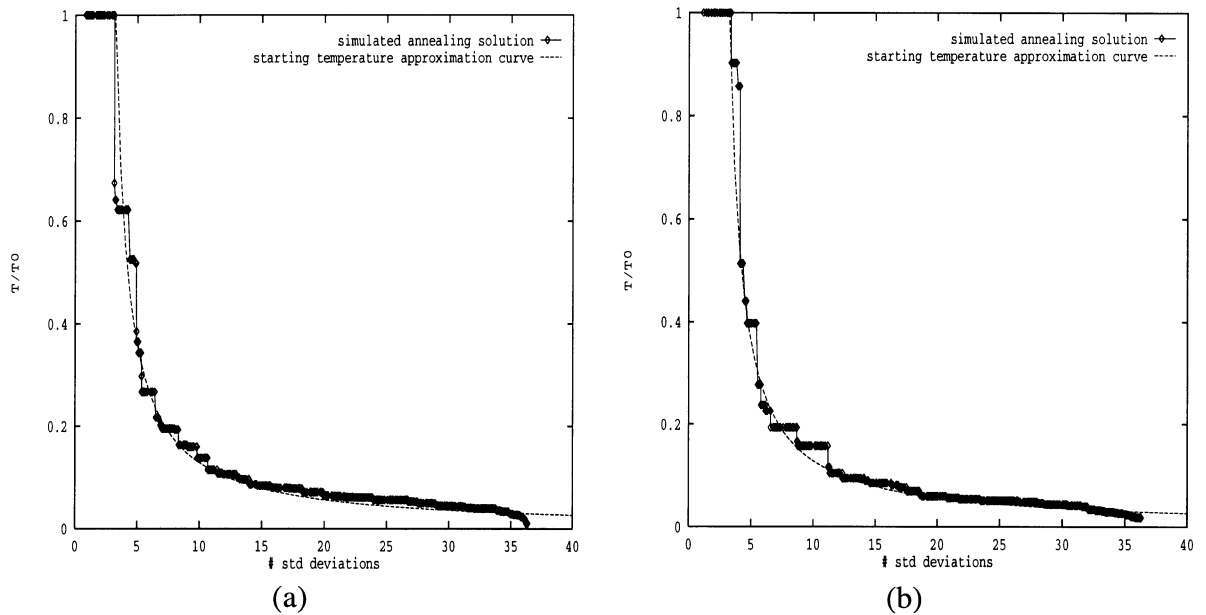 1
0.8
0.6
0.4
0.2
0
T/T0
0 5 10 15 20 25 30 35 40
# std deviations
simulated annealing solution
starting temperature approximation curve
(a)
1
0.8
0.6
0.4
0.2
0
T/T0
0 5 10 15 20 25 30 35 40
# std deviations
simulated annealing solution
starting temperature approximation curve
(b)